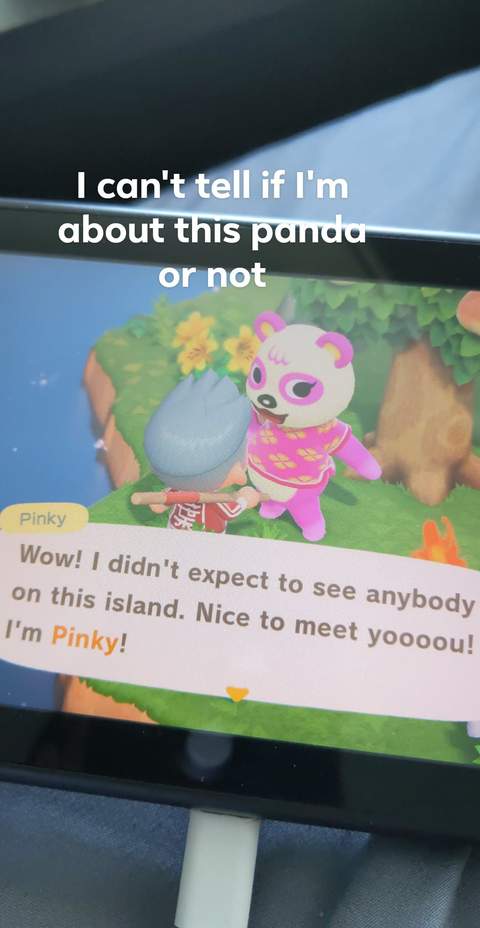 I can't tell if I'm
about this panda
or not
Pinky
Wow! I didn't expect to see anybody
on this island. Nice to meet yoooou!
I'm Pinky!